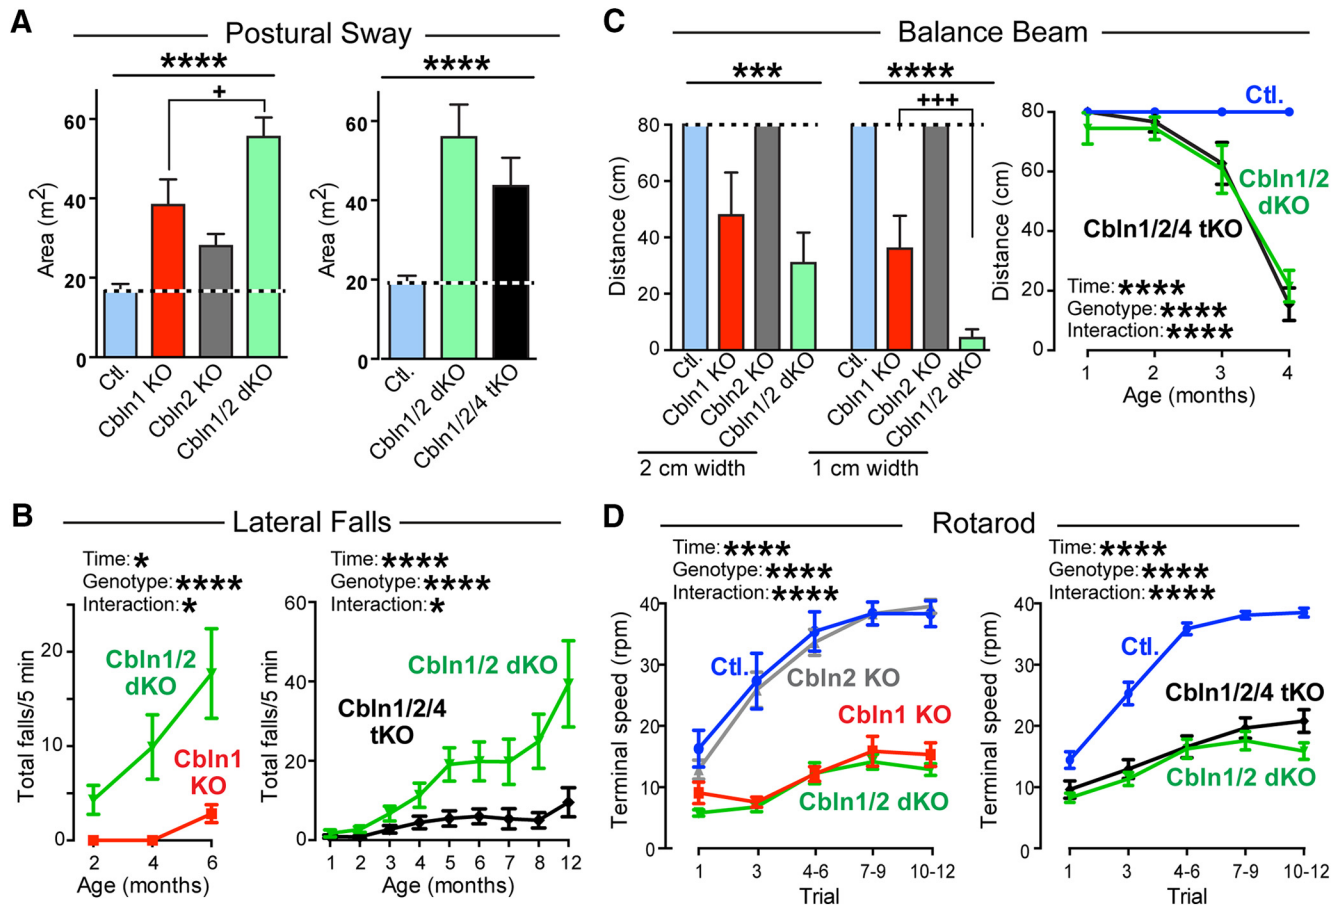 A
Postural Sway
****
+
60
40
20
0
Area (m2)
Ctl.
Cbln1 KO
Cbln2 KO
Cbln1/2 dKO
****
60
40
20
0
Area (m2)
Ctl.
Cbln1/2 dKO
Cbln1/2/4 tKO
C
Balance Beam
***
****
+++
80
60
40
20
0
Distance (cm)
Ctl.
Cbln1 KO
Cbln2 KO
Cbln1/2 dKO
2 cm width
80
60
40
20
0
Distance (cm)
Ctl.
Cbln1 KO
Cbln2 KO
Cbln1/2 dKO
1 cm width
80
60
40
20
0
Distance (cm)
Ctl.
Cbln1/2
dKO
Cbln1/2/4 tKO
Time: ****
Genotype: ****
Interaction: ****
1 2 3 4
Age (months)
B
Lateral Falls
Time: *
Genotype: ****
Interaction: *
20
10
0
Total falls/5 min
Cbln1/2
dKO
Cbln1
KO
2 4 6
Age (months)
Time: ****
Genotype: ****
Interaction: *
60
40
20
0
Total falls/5 min
Cbln1/2 dKO
Cbln1/2/4
tKO
1 2 3 4 5 6 7 8 12
Age (months)
D
Rotarod
Time: ****
Genotype: ****
Interaction: ****
40
30
20
10
0
Terminal speed (rpm)
Ctl.
Cbln2 KO
Cbln1 KO
Cbln1/2 dKO
1 3 4-6 7-9 10-12
Trial
Time: ****
Genotype: ****
Interaction: ****
40
30
20
10
0
Terminal speed (rpm)
Ctl.
Cbln1/2/4 tKO
Cbln1/2 dKO
1 3 4-6 7-9 10-12
Trial